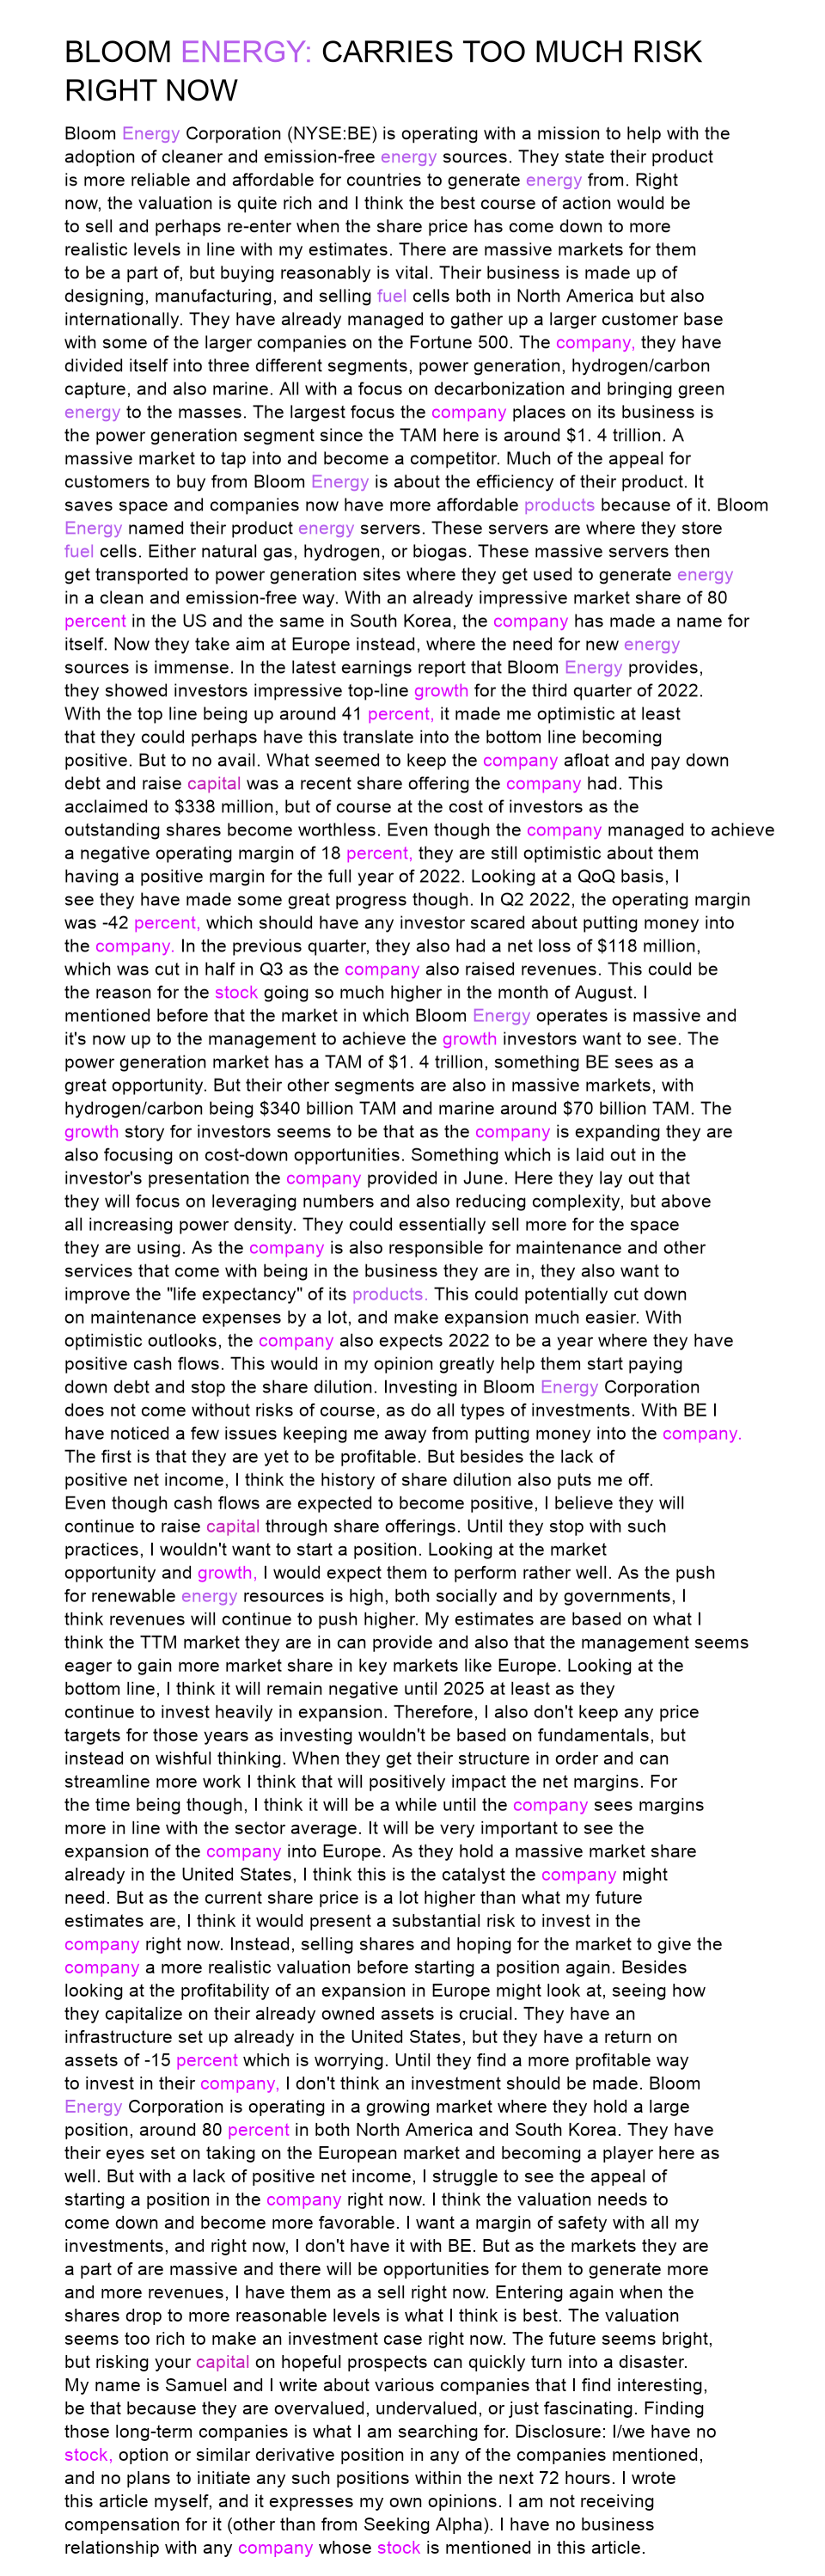 BLOOM ENERGY: CARRIES TOO MUCH RISK
RIGHT NOW
Bloom Energy Corporation (NYSE:BE) is operating with a mission to help with the
adoption of cleaner and emission-free energy sources. They state their product
is more reliable and affordable for countries to generate energy from. Right
now, the valuation is quite rich and I think the best course of action would be
to sell and perhaps re-enter when the share price has come down to more
realistic levels in line with my estimates. There are massive markets for them
to be a part of, but buying reasonably is vital. Their business is made up of
designing, manufacturing, and selling fuel cells both in North America but also
internationally. They have already managed to gather up a larger customer base
with some of the larger companies on the Fortune 500. The company, they have
divided itself into three different segments, power generation, hydrogen/carbon
capture, and also marine. All with a focus on decarbonization and bringing green
energy to the masses. The largest focus the company places on its business is
the power generation segment since the TAM here is around $1. 4 trillion. A
massive market to tap into and become a competitor. Much of the appeal for
customers to buy from Bloom Energy is about the efficiency of their product. It
saves space and companies now have more affordable products because of it. Bloom
Energy named their product energy servers. These servers are where they store
fuel cells. Either natural gas, hydrogen, or biogas. These massive servers then
get transported to power generation sites where they get used to generate energy
in a clean and emission-free way. With an already impressive market share of 80
percent in the US and the same in South Korea, the company has made a name for
itself. Now they take aim at Europe instead, where the need for new energy
sources is immense. In the latest earnings report that Bloom Energy provides,
they showed investors impressive top-line growth for the third quarter of 2022.
With the top line being up around 41 percent, it made me optimistic at least
that they could perhaps have this translate into the bottom line becoming
positive. But to no avail. What seemed to keep the company afloat and pay down
debt and raise capital was a recent share offering the company had. This
acclaimed to $338 million, but of course at the cost of investors as the
outstanding shares become worthless. Even though the company managed to achieve
a negative operating margin of 18 percent, they are still optimistic about them
having a positive margin for the full year of 2022. Looking at a QoQ basis, I
see they have made some great progress though. In Q2 2022, the operating margin
was -42 percent, which should have any investor scared about putting money into
the company. In the previous quarter, they also had a net loss of $118 million,
which was cut in half in Q3 as the company also raised revenues. This could be
the reason for the stock going so much higher in the month of August. I
mentioned before that the market in which Bloom Energy operates is massive and
it's now up to the management to achieve the growth investors want to see. The
power generation market has a TAM of $1. 4 trillion, something BE sees as a
great opportunity. But their other segments are also in massive markets, with
hydrogen/carbon being $340 billion TAM and marine around $70 billion TAM. The
growth story for investors seems to be that as the company is expanding they are
also focusing on cost-down opportunities. Something which is laid out in the
investor's presentation the company provided in June. Here they lay out that
they will focus on leveraging numbers and also reducing complexity, but above
all increasing power density. They could essentially sell more for the space
they are using. As the company is also responsible for maintenance and other
services that come with being in the business they are in, they also want to
improve the "life expectancy" of its products. This could potentially cut down
on maintenance expenses by a lot, and make expansion much easier. With
optimistic outlooks, the company also expects 2022 to be a year where they have
positive cash flows. This would in my opinion greatly help them start paying
down debt and stop the share dilution. Investing in Bloom Energy Corporation
does not come without risks of course, as do all types of investments. With BE I
have noticed a few issues keeping me away from putting money into the company.
The first is that they are yet to be profitable. But besides the lack of
positive net income, I think the history of share dilution also puts me off.
Even though cash flows are expected to become positive, I believe they will
continue to raise capital through share offerings. Until they stop with such
practices, I wouldn't want to start a position. Looking at the market
opportunity and growth, I would expect them to perform rather well. As the push
for renewable energy resources is high, both socially and by governments, I
think revenues will continue to push higher. My estimates are based on what I
think the TTM market they are in can provide and also that the management seems
eager to gain more market share in key markets like Europe. Looking at the
bottom line, I think it will remain negative until 2025 at least as they
continue to invest heavily in expansion. Therefore, I also don't keep any price
targets for those years as investing wouldn't be based on fundamentals, but
instead on wishful thinking. When they get their structure in order and can
streamline more work I think that will positively impact the net margins. For
the time being though, I think it will be a while until the company sees margins
more in line with the sector average. It will be very important to see the
expansion of the company into Europe. As they hold a massive market share
already in the United States, I think this is the catalyst the company might
need. But as the current share price is a lot higher than what my future
estimates are, I think it would present a substantial risk to invest in the
company right now. Instead, selling shares and hoping for the market to give the
company a more realistic valuation before starting a position again. Besides
looking at the profitability of an expansion in Europe might look at, seeing how
they capitalize on their already owned assets is crucial. They have an
infrastructure set up already in the United States, but they have a return on
assets of -15 percent which is worrying. Until they find a more profitable way
to invest in their company, I don't think an investment should be made. Bloom
Energy Corporation is operating in a growing market where they hold a large
position, around 80 percent in both North America and South Korea. They have
their eyes set on taking on the European market and becoming a player here as
well. But with a lack of positive net income, I struggle to see the appeal of
starting a position in the company right now. I think the valuation needs to
come down and become more favorable. I want a margin of safety with all my
investments, and right now, I don't have it with BE. But as the markets they are
a part of are massive and there will be opportunities for them to generate more
and more revenues, I have them as a sell right now. Entering again when the
shares drop to more reasonable levels is what I think is best. The valuation
seems too rich to make an investment case right now. The future seems bright,
but risking your capital on hopeful prospects can quickly turn into a disaster.
My name is Samuel and I write about various companies that I find interesting,
be that because they are overvalued, undervalued, or just fascinating. Finding
those long-term companies is what I am searching for. Disclosure: I/we have no
stock, option or similar derivative position in any of the companies mentioned,
and no plans to initiate any such positions within the next 72 hours. I wrote
this article myself, and it expresses my own opinions. I am not receiving
compensation for it (other than from Seeking Alpha). I have no business
relationship with any company whose stock is mentioned in this article.